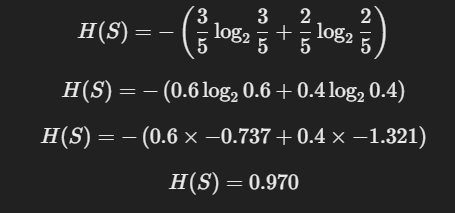 H(S) = − (3/5 log₂ 3/5 + 2/5 log₂ 2/5)
H(S) = − (0.6 log₂ 0.6 + 0.4 log₂ 0.4)
H(S) = − (0.6 × −0.737 + 0.4 × −1.321)
H(S) = 0.970